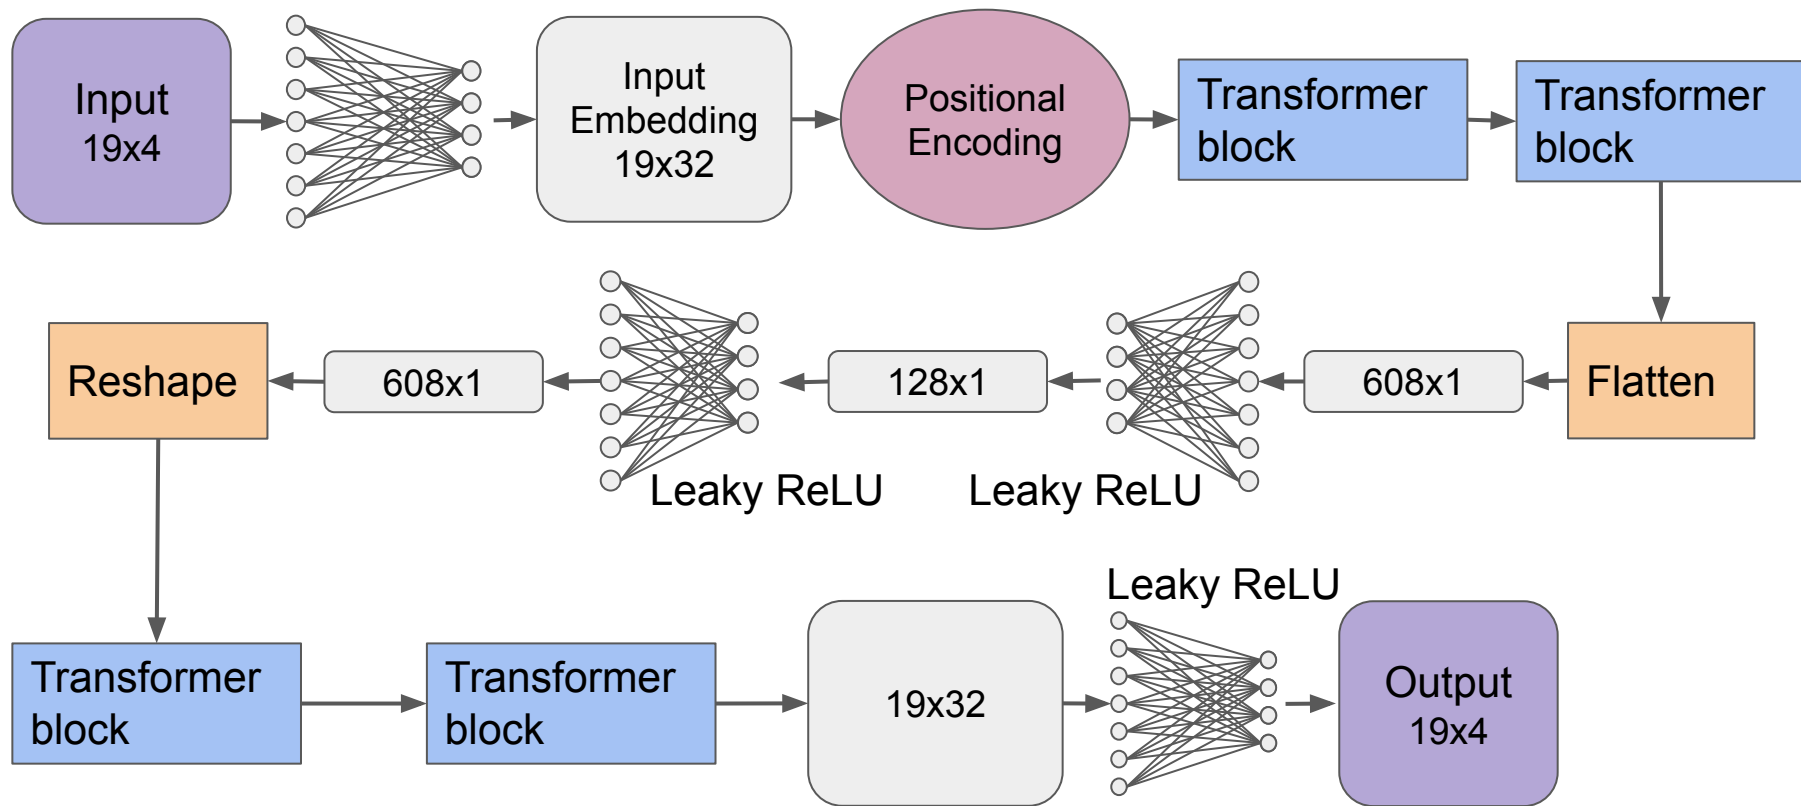 Input
19x4
Input
Embedding
19x32
Positional
Encoding
Transformer
block
Transformer
block
Reshape
608x1
128x1
608x1
Flatten
Leaky ReLU
Leaky ReLU
Transformer
block
Transformer
block
19x32
Leaky ReLU
Output
19x4